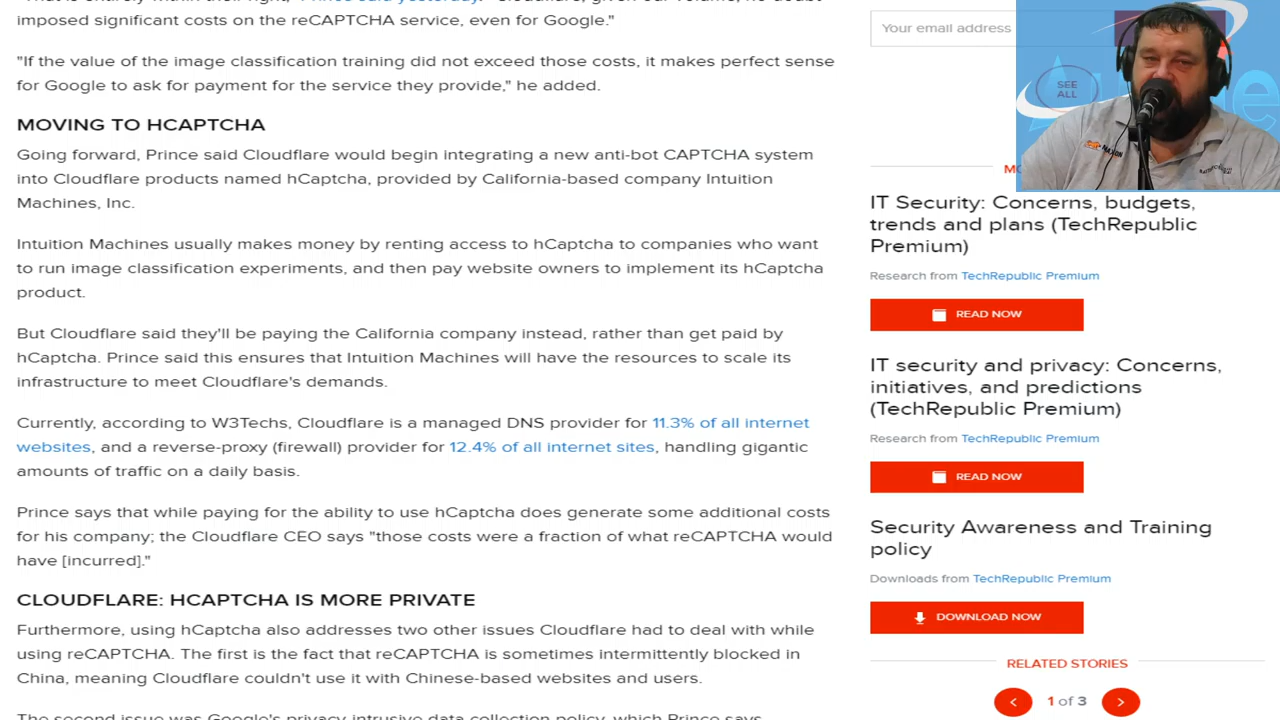 imposed significant costs on the reCAPTCHA service, even for Google."
"If the value of the image classification training did not exceed those costs, it makes perfect sense
for Google to ask for payment for the service they provide," he added.
MOVING TO HCAPTCHA
Going forward, Prince said Cloudflare would begin integrating a new anti-bot CAPTCHA system
into Cloudflare products named hCaptcha, provided by California-based company Intuition
Machines, Inc.
Intuition Machines usually makes money by renting access to hCaptcha to companies who want
to run image classification experiments, and then pay website owners to implement its hCaptcha
product.
But Cloudflare said they'll be paying the California company instead, rather than get paid by
hCaptcha. Prince said this ensures that Intuition Machines will have the resources to scale its
infrastructure to meet Cloudflare's demands.
Currently, according to W3Techs, Cloudflare is a managed DNS provider for 11.3% of all internet
websites, and a reverse-proxy (firewall) provider for 12.4% of all internet sites, handling gigantic
amounts of traffic on a daily basis.
Prince says that while paying for the ability to use hCaptcha does generate some additional costs
for his company; the Cloudflare CEO says "those costs were a fraction of what reCAPTCHA would
have [incurred]."
CLOUDFLARE: HCAPTCHA IS MORE PRIVATE
Furthermore, using hCaptcha also addresses two other issues Cloudflare had to deal with while
using reCAPTCHA. The first is the fact that reCAPTCHA is sometimes intermittently blocked in
China, meaning Cloudflare couldn't use it with Chinese-based websites and users.
The second issue was Google's privacy-intrusive data collection policy, which Prince says
Your email address
SEE
ALL
IT Security: Concerns, budgets,
trends and plans (TechRepublic
Premium)
Research from TechRepublic Premium
READ NOW
IT security and privacy: Concerns,
initiatives, and predictions
(TechRepublic Premium)
Research from TechRepublic Premium
READ NOW
Security Awareness and Training
policy
Downloads from TechRepublic Premium
DOWNLOAD NOW
RELATED STORIES
1 of 3